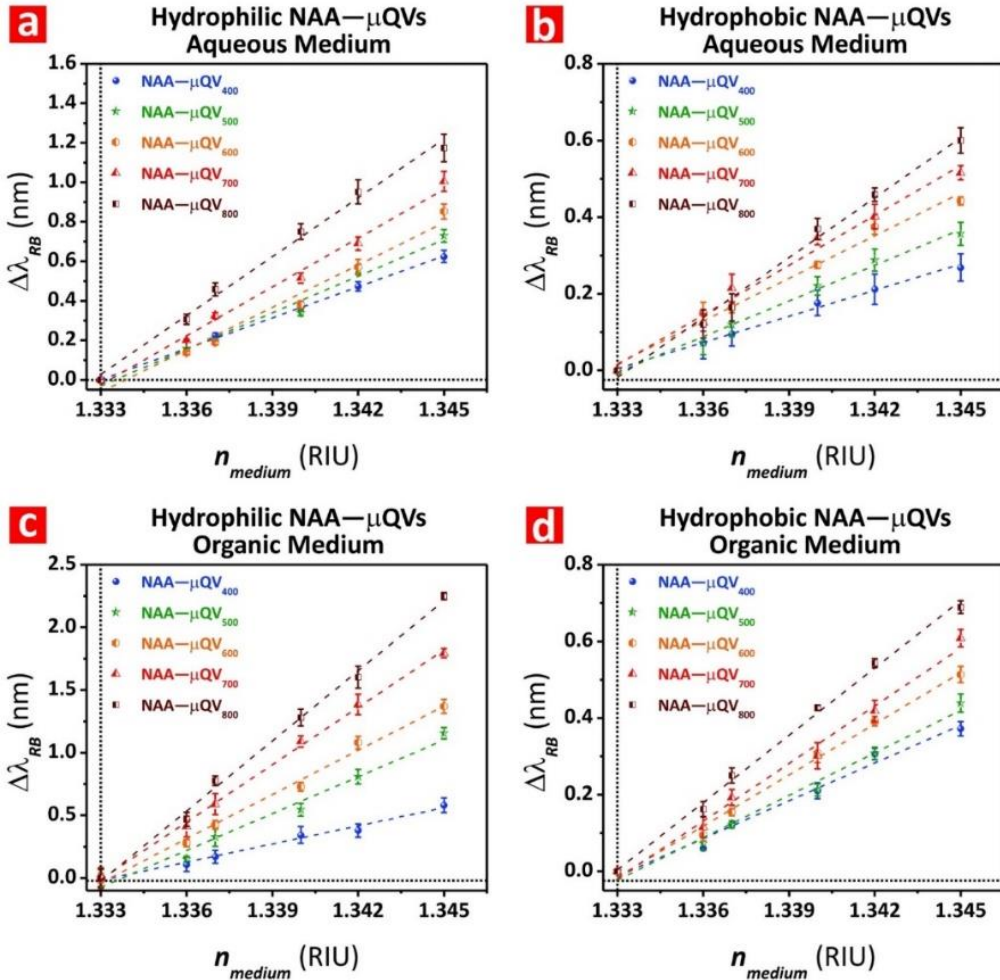 a
Hydrophilic NAA—μQVs
Aqueous Medium
1.6
1.4
1.2
1.0
0.8
0.6
0.4
0.2
0.0
NAA—μQV400
NAA—μQV500
NAA—μQV600
NAA—μQV700
NAA—μQV800
ΔλRB (nm)
1.333 1.336 1.339 1.342 1.345
nmedium (RIU)
b
Hydrophobic NAA—μQVs
Aqueous Medium
0.8
0.6
0.4
0.2
0.0
NAA—μQV400
NAA—μQV500
NAA—μQV600
NAA—μQV700
NAA—μQV800
ΔλRB (nm)
1.333 1.336 1.339 1.342 1.345
nmedium (RIU)
c
Hydrophilic NAA—μQVs
Organic Medium
2.5
2.0
1.5
1.0
0.5
0.0
NAA—μQV400
NAA—μQV500
NAA—μQV600
NAA—μQV700
NAA—μQV800
ΔλRB (nm)
1.333 1.336 1.339 1.342 1.345
nmedium (RIU)
d
Hydrophobic NAA—μQVs
Organic Medium
0.8
0.6
0.4
0.2
0.0
NAA—μQV400
NAA—μQV500
NAA—μQV600
NAA—μQV700
NAA—μQV800
ΔλRB (nm)
1.333 1.336 1.339 1.342 1.345
nmedium (RIU)